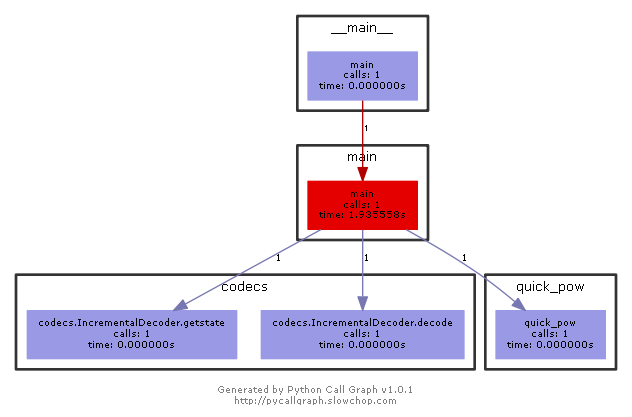 __main__
main
calls: 1
time: 0.000000s
1
main
main
calls: 1
time: 1.935558s
1
1
1
codecs
quick_pow
codecs.IncrementalDecoder.getstate
calls: 1
time: 0.000000s
codecs.IncrementalDecoder.decode
calls: 1
time: 0.000000s
quick_pow
calls: 1
time: 0.000000s
Generated by Python Call Graph v1.0.1
http://pycallgraph.slowchop.com